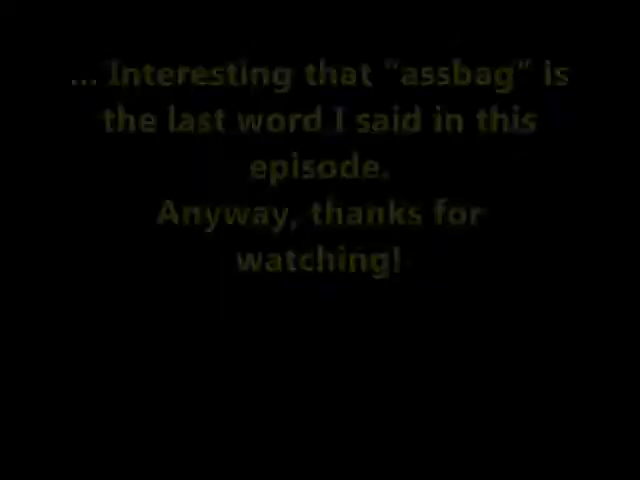 ... Interesting that "assbag" is
the last word I said in this
episode.
Anyway, thanks for
watching!